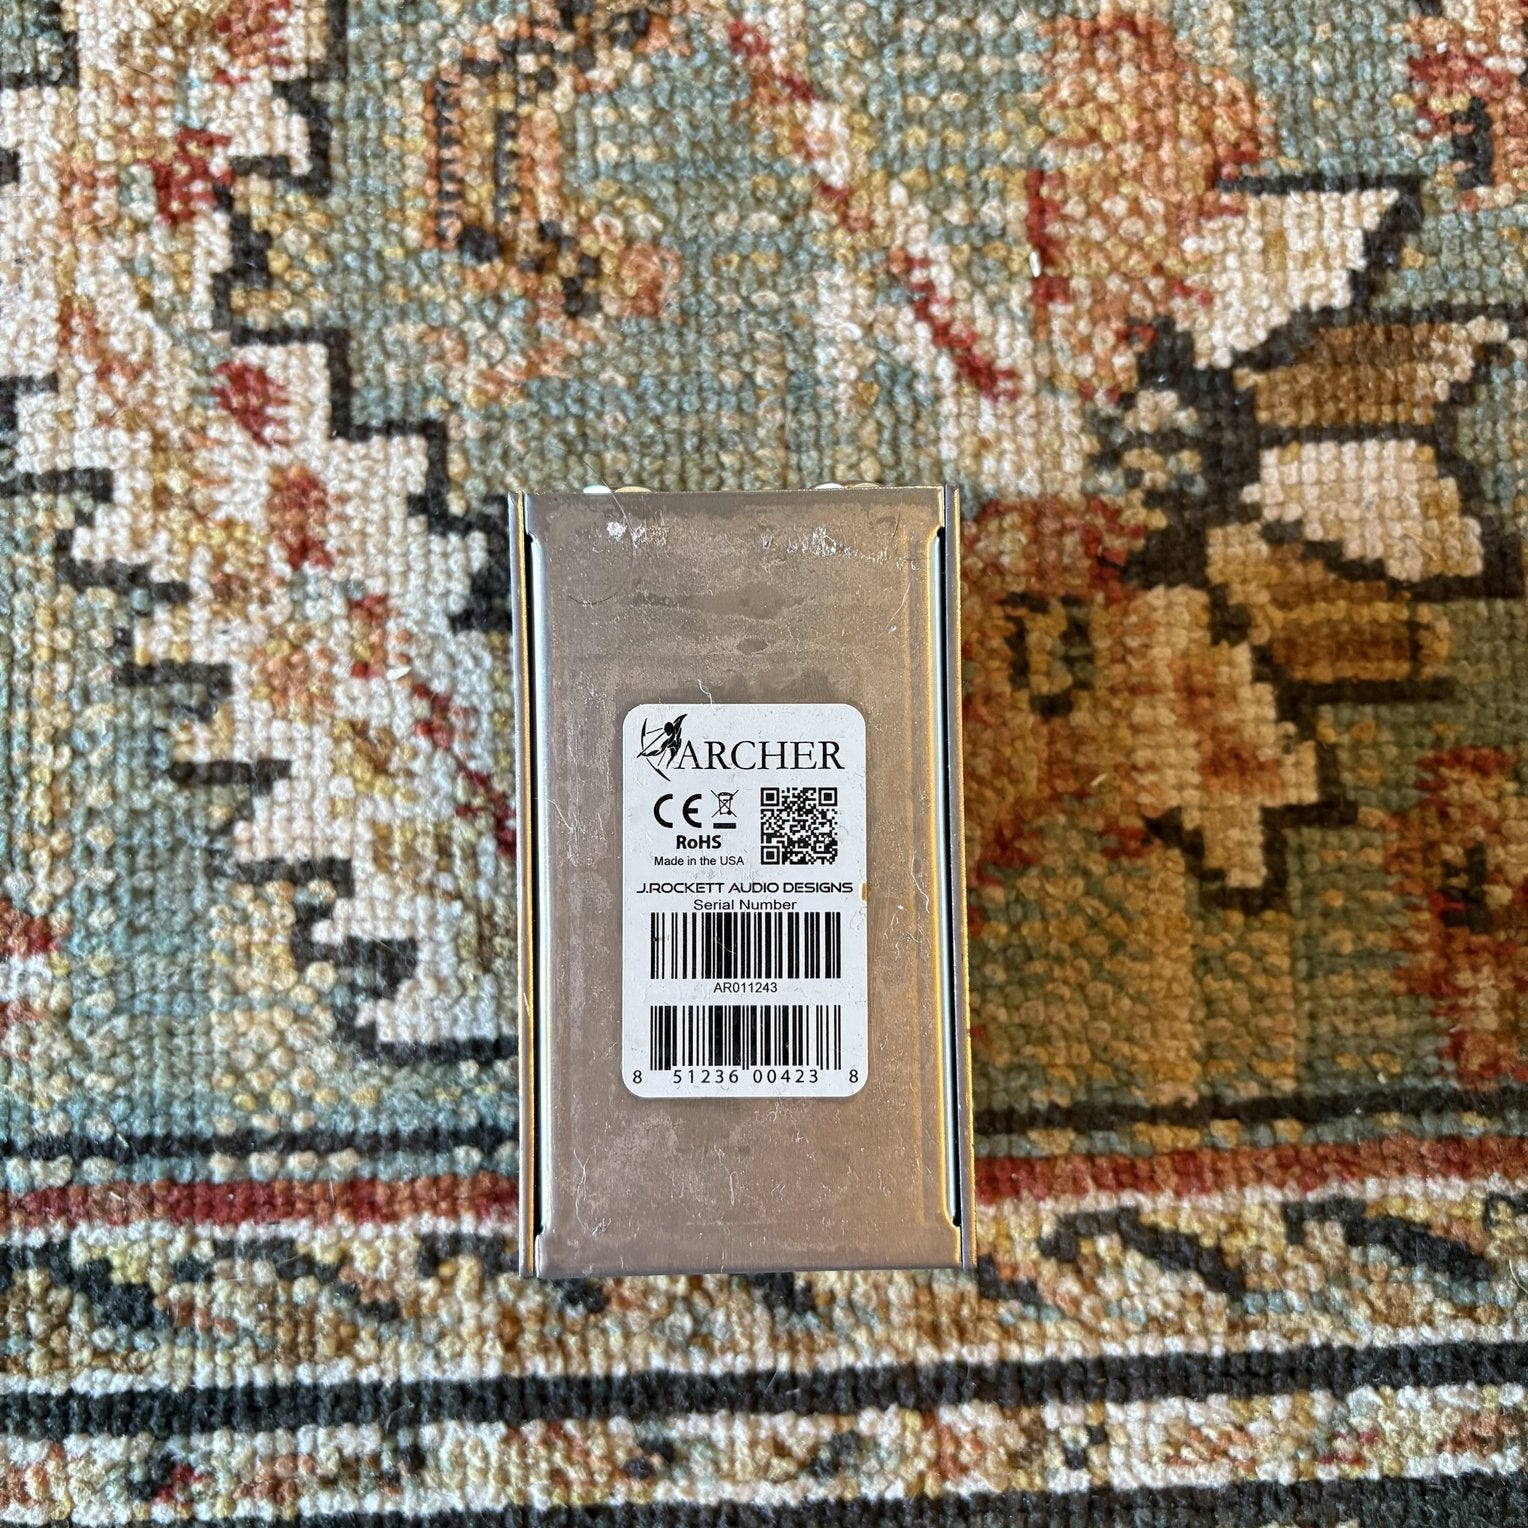 ARCHER
CE
RoHS
Made in the USA
J.ROCKETT AUDIO DESIGNS
Serial Number
AR011243
8 51236 00423 8